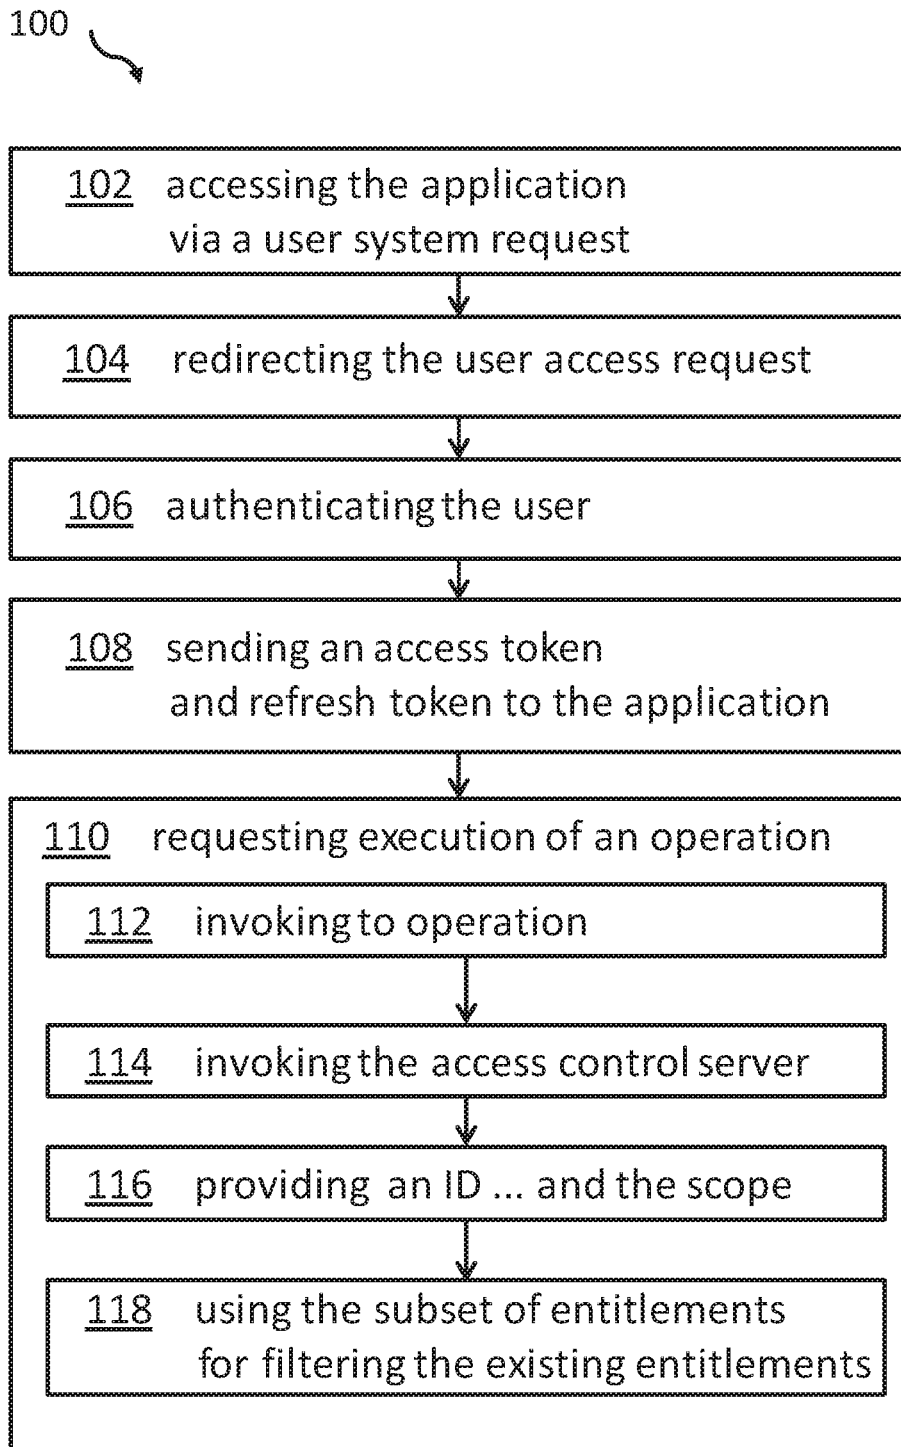 100
102 accessing the application
via a user system request
104 redirecting the user access request
106 authenticating the user
108 sending an access token
and refresh token to the application
110 requesting execution of an operation
112 invoking to operation
114 invoking the access control server
116 providing an ID ... and the scope
118 using the subset of entitlements
for filtering the existing entitlements